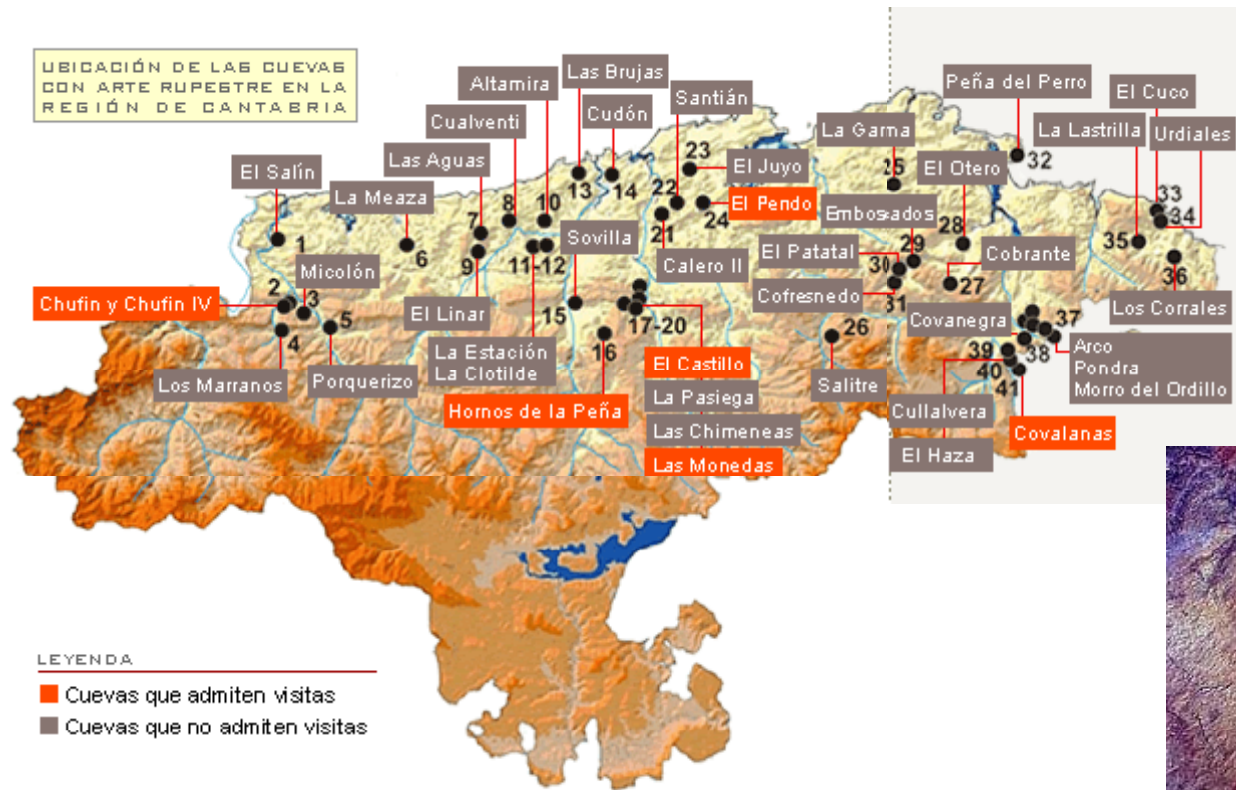 UBICACIÓN DE LAS CUEVAS
CON ARTE RUPESTRE EN LA
REGIÓN DE CANTABRIA
El Salín
La Meaza
Las Aguas
Cualventi
Altamira
Las Brujas
Cudón
Santián
El Juyo
El Pendo
La Garma
El Otero
Peña del Perro
La Lastrilla
El Cuco
Urdiales
Micolón
Chufin y Chufin IV
Los Marranos
Porquerizo
El Linar
La Estación
La Clotilde
Sovilla
Calero II
Hornos de la Peña
El Castillo
La Pasiega
Las Chimeneas
Las Monedas
Emboscados
El Patatal
Cofresnedo
Salitre
Cobrante
Covanegra
Cullalvera
El Haza
Covalanas
Arco
Pondra
Morro del Ordillo
Los Corrales
1
2
3
4
5
6
7
8
9
10
11-12
13
14
15
16
17-20
21
22
23
24
25
26
27
28
29
30
31
32
33
34
35
36
37
38
39
40
41
LEYENDA
Cuevas que admiten visitas
Cuevas que no admiten visitas